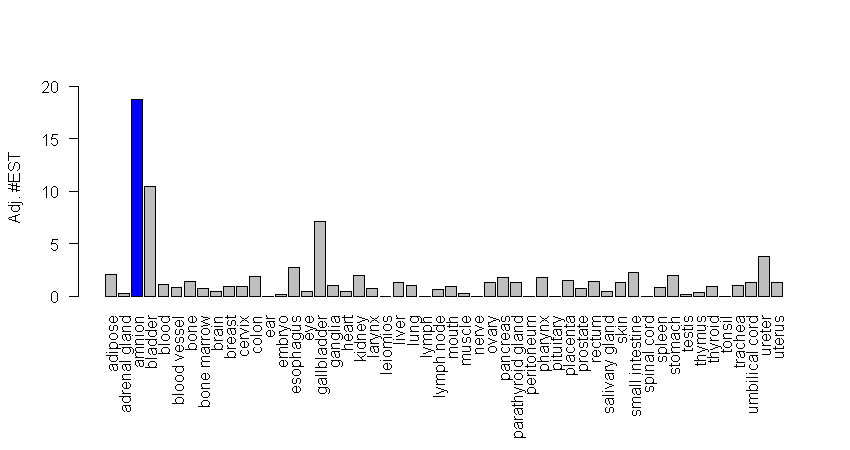 Adj. #EST
20
15
10
5
0
adipose
adrenal gland
amnion
bladder
blood
blood vessel
bone
bone marrow
brain
breast
cervix
colon
ear
embryo
esophagus
eye
gallbladder
ganglia
heart
kidney
larynx
leiomios
liver
lung
lymph
lymph node
mouth
muscle
nerve
ovary
pancreas
parathyroid gland
peritoneum
pharynx
pituitary
placenta
prostate
rectum
salivary gland
skin
small intestine
spinal cord
spleen
stomach
testis
thymus
thyroid
tonsil
trachea
umbilical cord
ureter
uterus